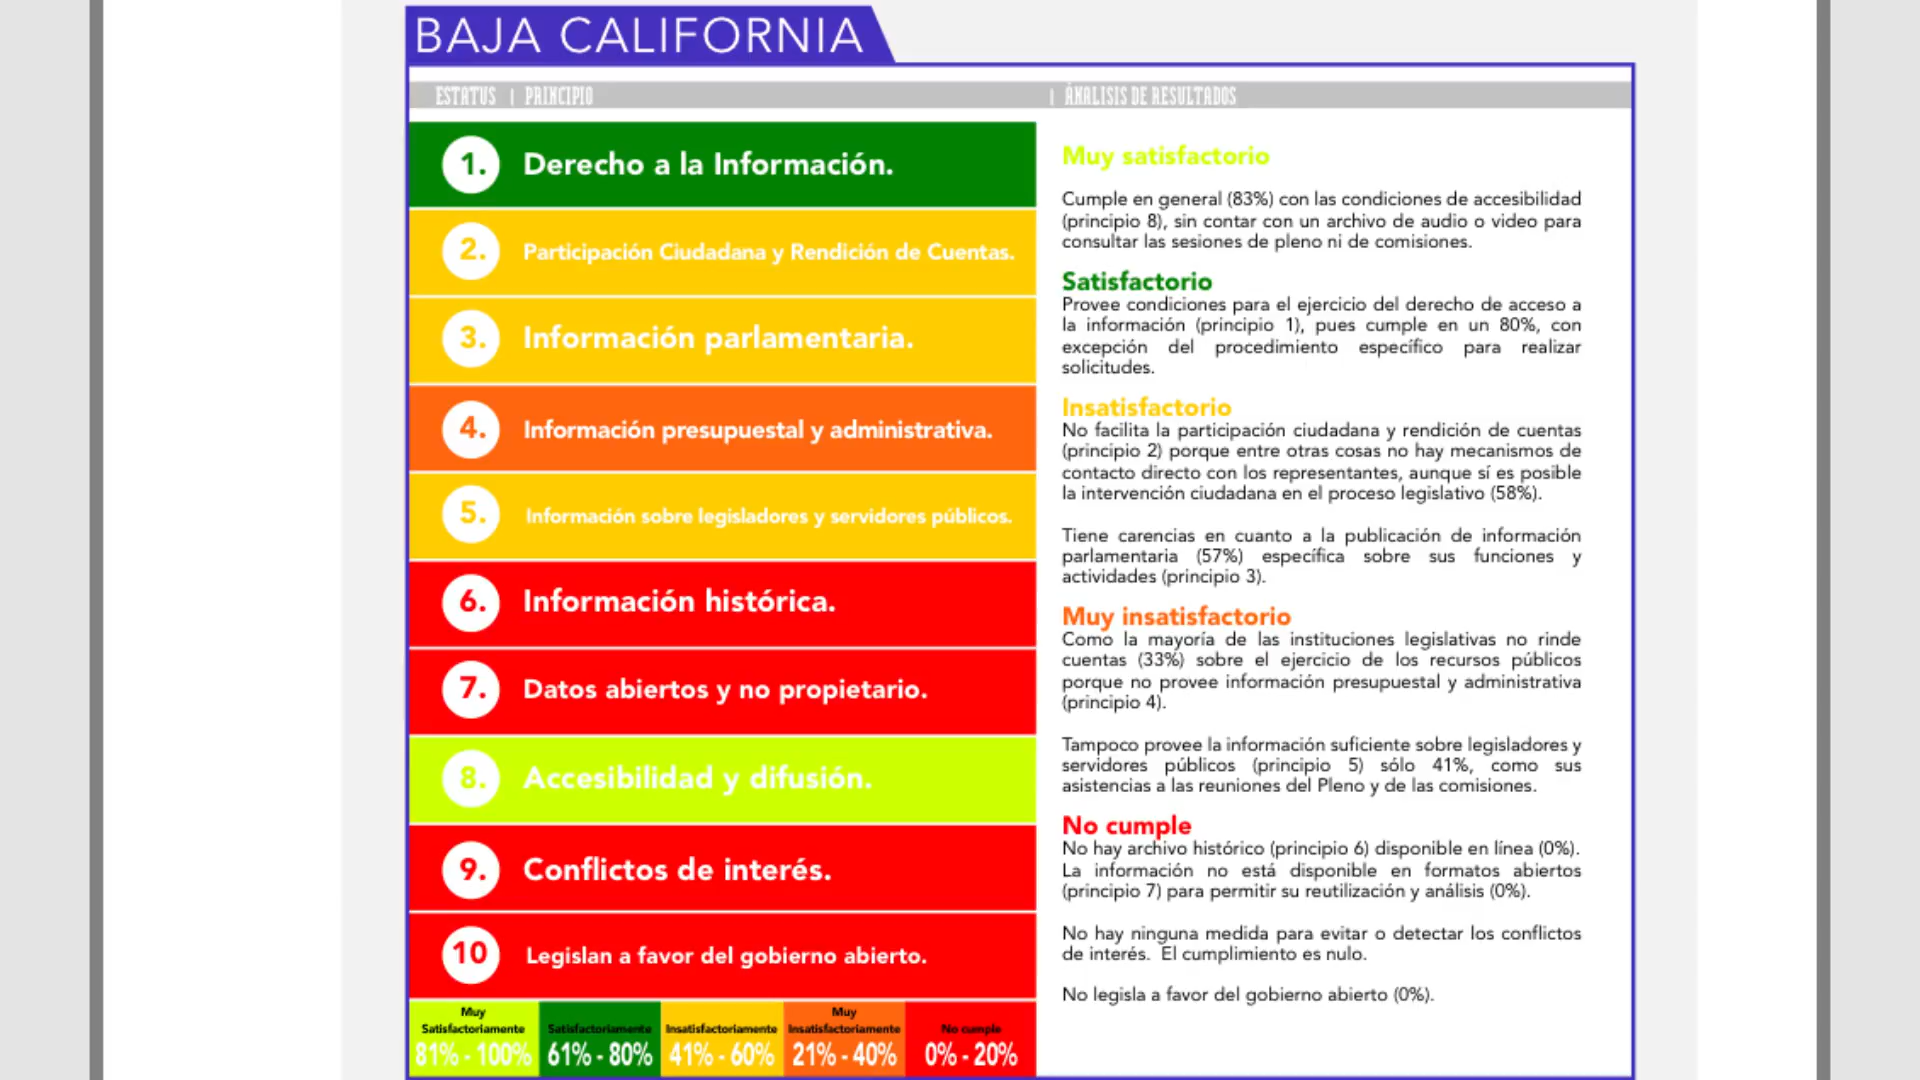 BAJA CALIFORNIA
ESTATUS | PRINCIPIO | ÁNALISIS DE RESULTADOS
1. Derecho a la Información.
2. Participación Ciudadana y Rendición de Cuentas.
3. Información parlamentaria.
4. Información presupuestal y administrativa.
5. Información sobre legisladores y servidores públicos.
6. Información histórica.
7. Datos abiertos y no propietario.
8. Accesibilidad y difusión.
9. Conflictos de interés.
10 Legislan a favor del gobierno abierto.
Muy Satisfactoriamente
81% - 100%
Satisfactoriamente
61% - 80%
Insatisfactoriamente
41% - 60%
Muy Insatisfactoriamente
21% - 40%
No cumple
0% - 20%
Muy satisfactorio
Cumple en general (83%) con las condiciones de accesibilidad
(principio 8), sin contar con un archivo de audio o video para
consultar las sesiones de pleno ni de comisiones.
Satisfactorio
Provee condiciones para el ejercicio del derecho de acceso a
la información (principio 1), pues cumple en un 80%, con
excepción del procedimiento específico para realizar
solicitudes.
Insatisfactorio
No facilita la participación ciudadana y rendición de cuentas
(principio 2) porque entre otras cosas no hay mecanismos de
contacto directo con los representantes, aunque sí es posible
la intervención ciudadana en el proceso legislativo (58%).
Tiene carencias en cuanto a la publicación de información
parlamentaria (57%) específica sobre sus funciones y
actividades (principio 3).
Muy insatisfactorio
Como la mayoría de las instituciones legislativas no rinde
cuentas (33%) sobre el ejercicio de los recursos públicos
porque no provee información presupuestal y administrativa
(principio 4).
Tampoco provee la información suficiente sobre legisladores y
servidores públicos (principio 5) sólo 41%, como sus
asistencias a las reuniones del Pleno y de las comisiones.
No cumple
No hay archivo histórico (principio 6) disponible en línea (0%).
La información no está disponible en formatos abiertos
(principio 7) para permitir su reutilización y análisis (0%).
No hay ninguna medida para evitar o detectar los conflictos
de interés. El cumplimiento es nulo.
No legisla a favor del gobierno abierto (0%).